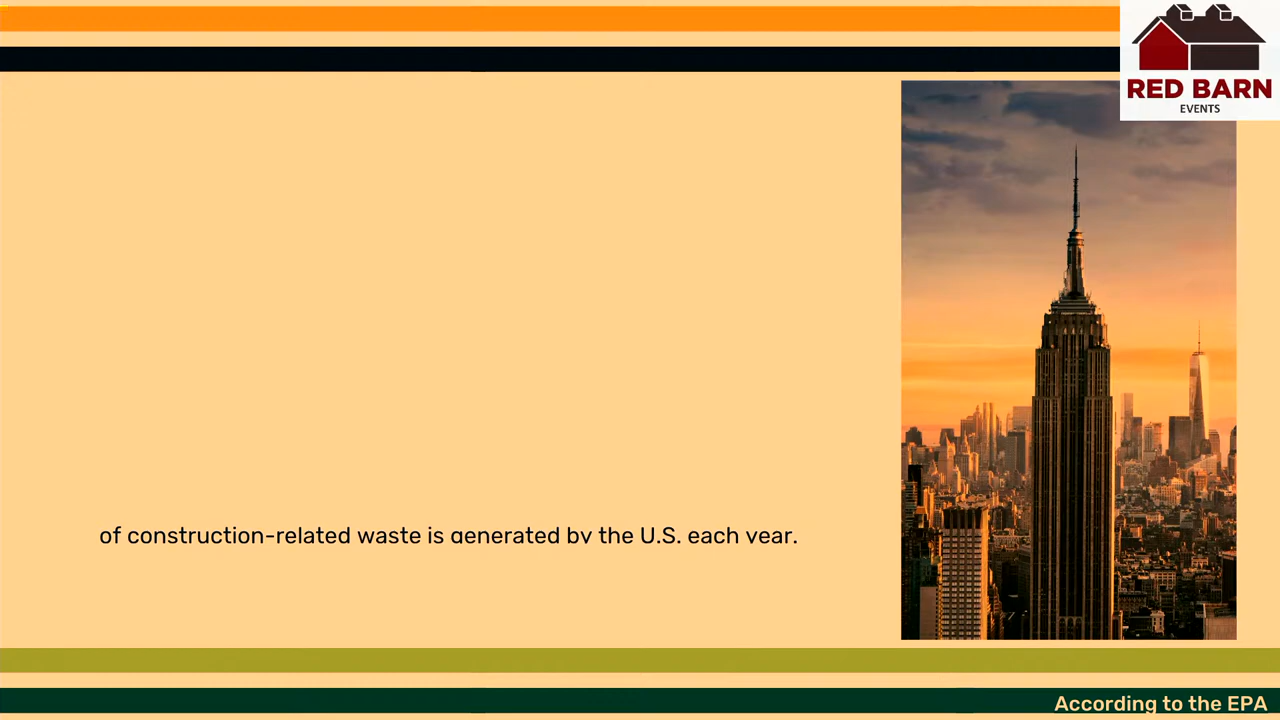 RED BARN
EVENTS
of construction-related waste is generated by the U.S. each year.
According to the EPA